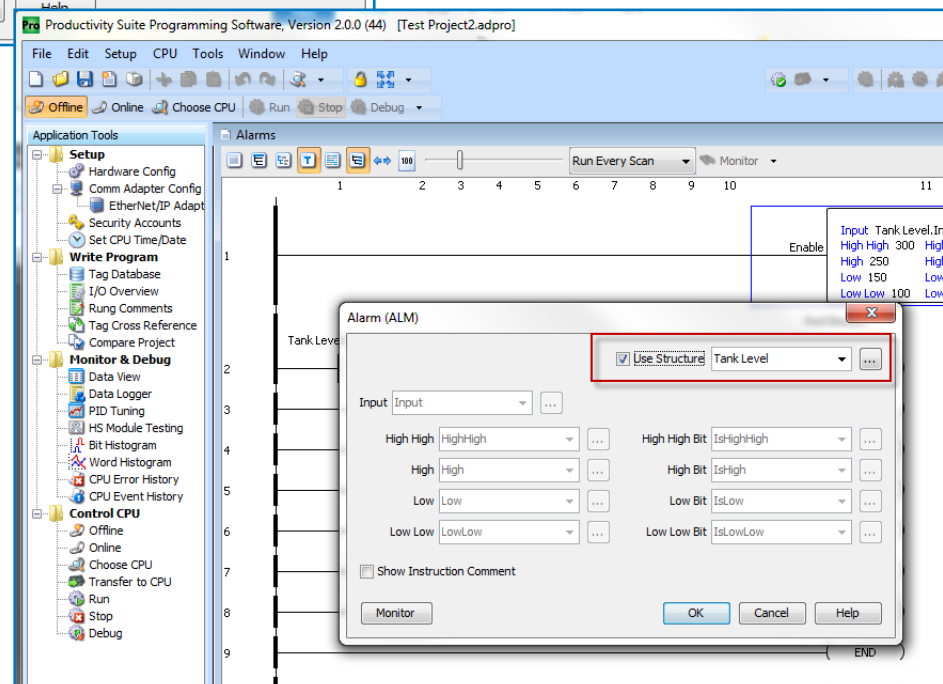 Help
Pro Productivity Suite Programming Software, Version 2.0.0 (44) [Test Project2.adpro]
File Edit Setup CPU Tools Window Help
Offline Online Choose CPU Run Stop Debug
Application Tools
Setup
Hardware Config
Comm Adapter Config
EtherNet/IP Adapt
Security Accounts
Set CPU Time/Date
Write Program
Tag Database
I/O Overview
Rung Comments
Tag Cross Reference
Compare Project
Monitor & Debug
Data View
Data Logger
PID Tuning
HS Module Testing
Bit Histogram
Word Histogram
CPU Error History
CPU Event History
Control CPU
Offline
Online
Choose CPU
Transfer to CPU
Run
Stop
Debug
Alarms
T 100 Run Every Scan Monitor
1 2 3 4 5 6 7 8 9 10 11
1
Enable
Input Tank Level.In
High High 300 High
High 250 High
Low 150 Low
Low Low 100 Low
Tank Leve
2
3
4
5
6
7
8
9
END
Alarm (ALM)
Use Structure Tank Level ...
Input Input ...
High High HighHigh ... High High Bit IsHighHigh ...
High High ... High Bit IsHigh ...
Low Low ... Low Bit IsLow ...
Low Low LowLow ... Low Low Bit IsLowLow ...
Show Instruction Comment
Monitor OK Cancel Help